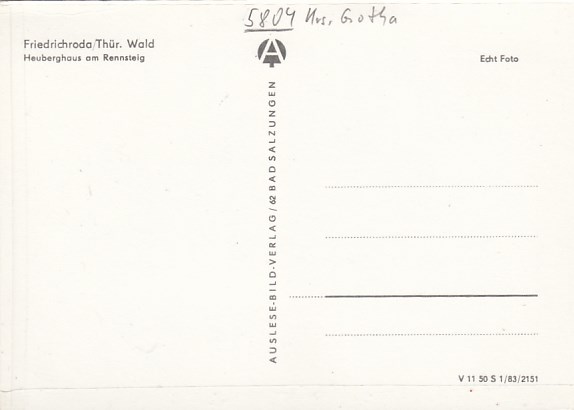 5804 Krs. Gotha
Friedrichroda/Thür. Wald
Heuberghaus am Rennsteig
A
Echt Foto
AUSLESE-BILD-VERLAG/62 BAD SALZUNGEN
V 11 50 S 1/83/2151